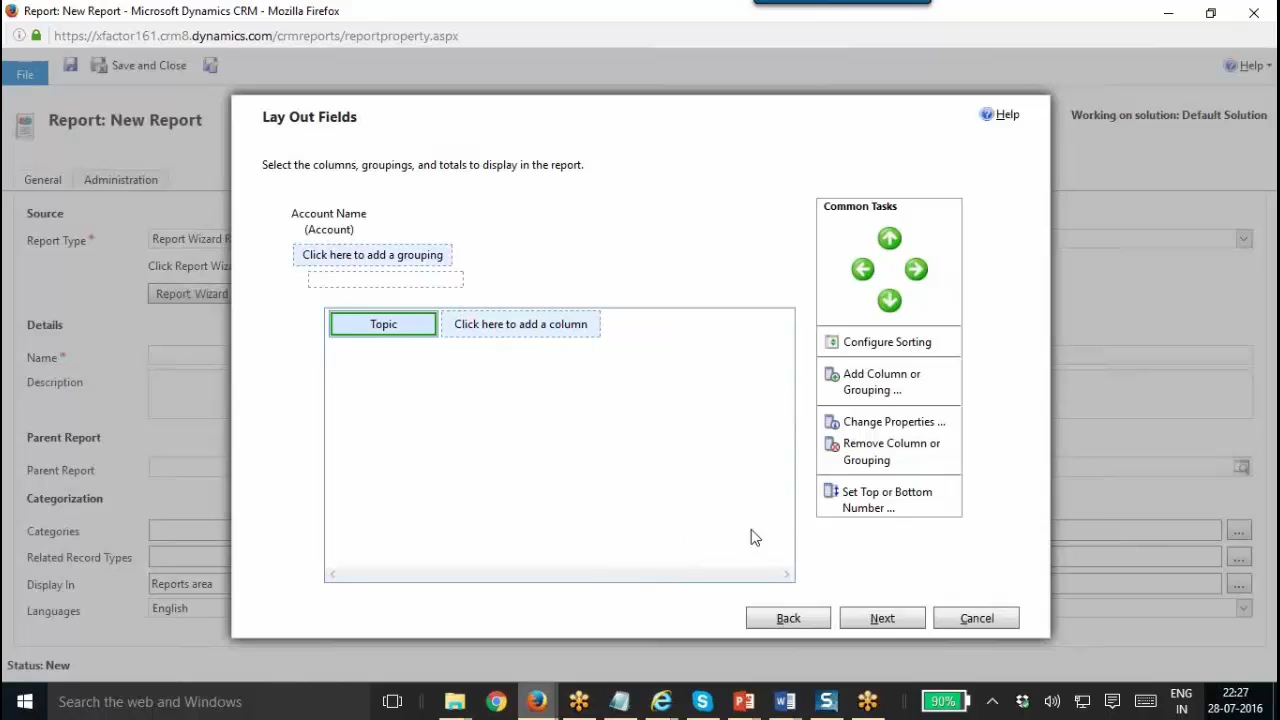 Report: New Report - Microsoft Dynamics CRM - Mozilla Firefox
https://xfactor161.crm8.dynamics.com/crmreports/reportproperty.aspx
File
Save and Close
Help
Report: New Report
Working on solution: Default Solution
General
Administration
Source
Report Type *
Report Wizard R
Click Report Wiz
Report Wizard
Details
Name *
Description
Parent Report
Parent Report
Categorization
Categories
...
Related Record Types
...
Display In
Reports area
...
Languages
English
Status: New
Lay Out Fields
Help
Select the columns, groupings, and totals to display in the report.
Account Name
(Account)
Click here to add a grouping
Topic
Click here to add a column
Common Tasks
Configure Sorting
Add Column or
Grouping ...
Change Properties ...
Remove Column or
Grouping
Set Top or Bottom
Number ...
Back
Next
Cancel
Search the web and Windows
90%
ENG
IN
22:27
28-07-2016